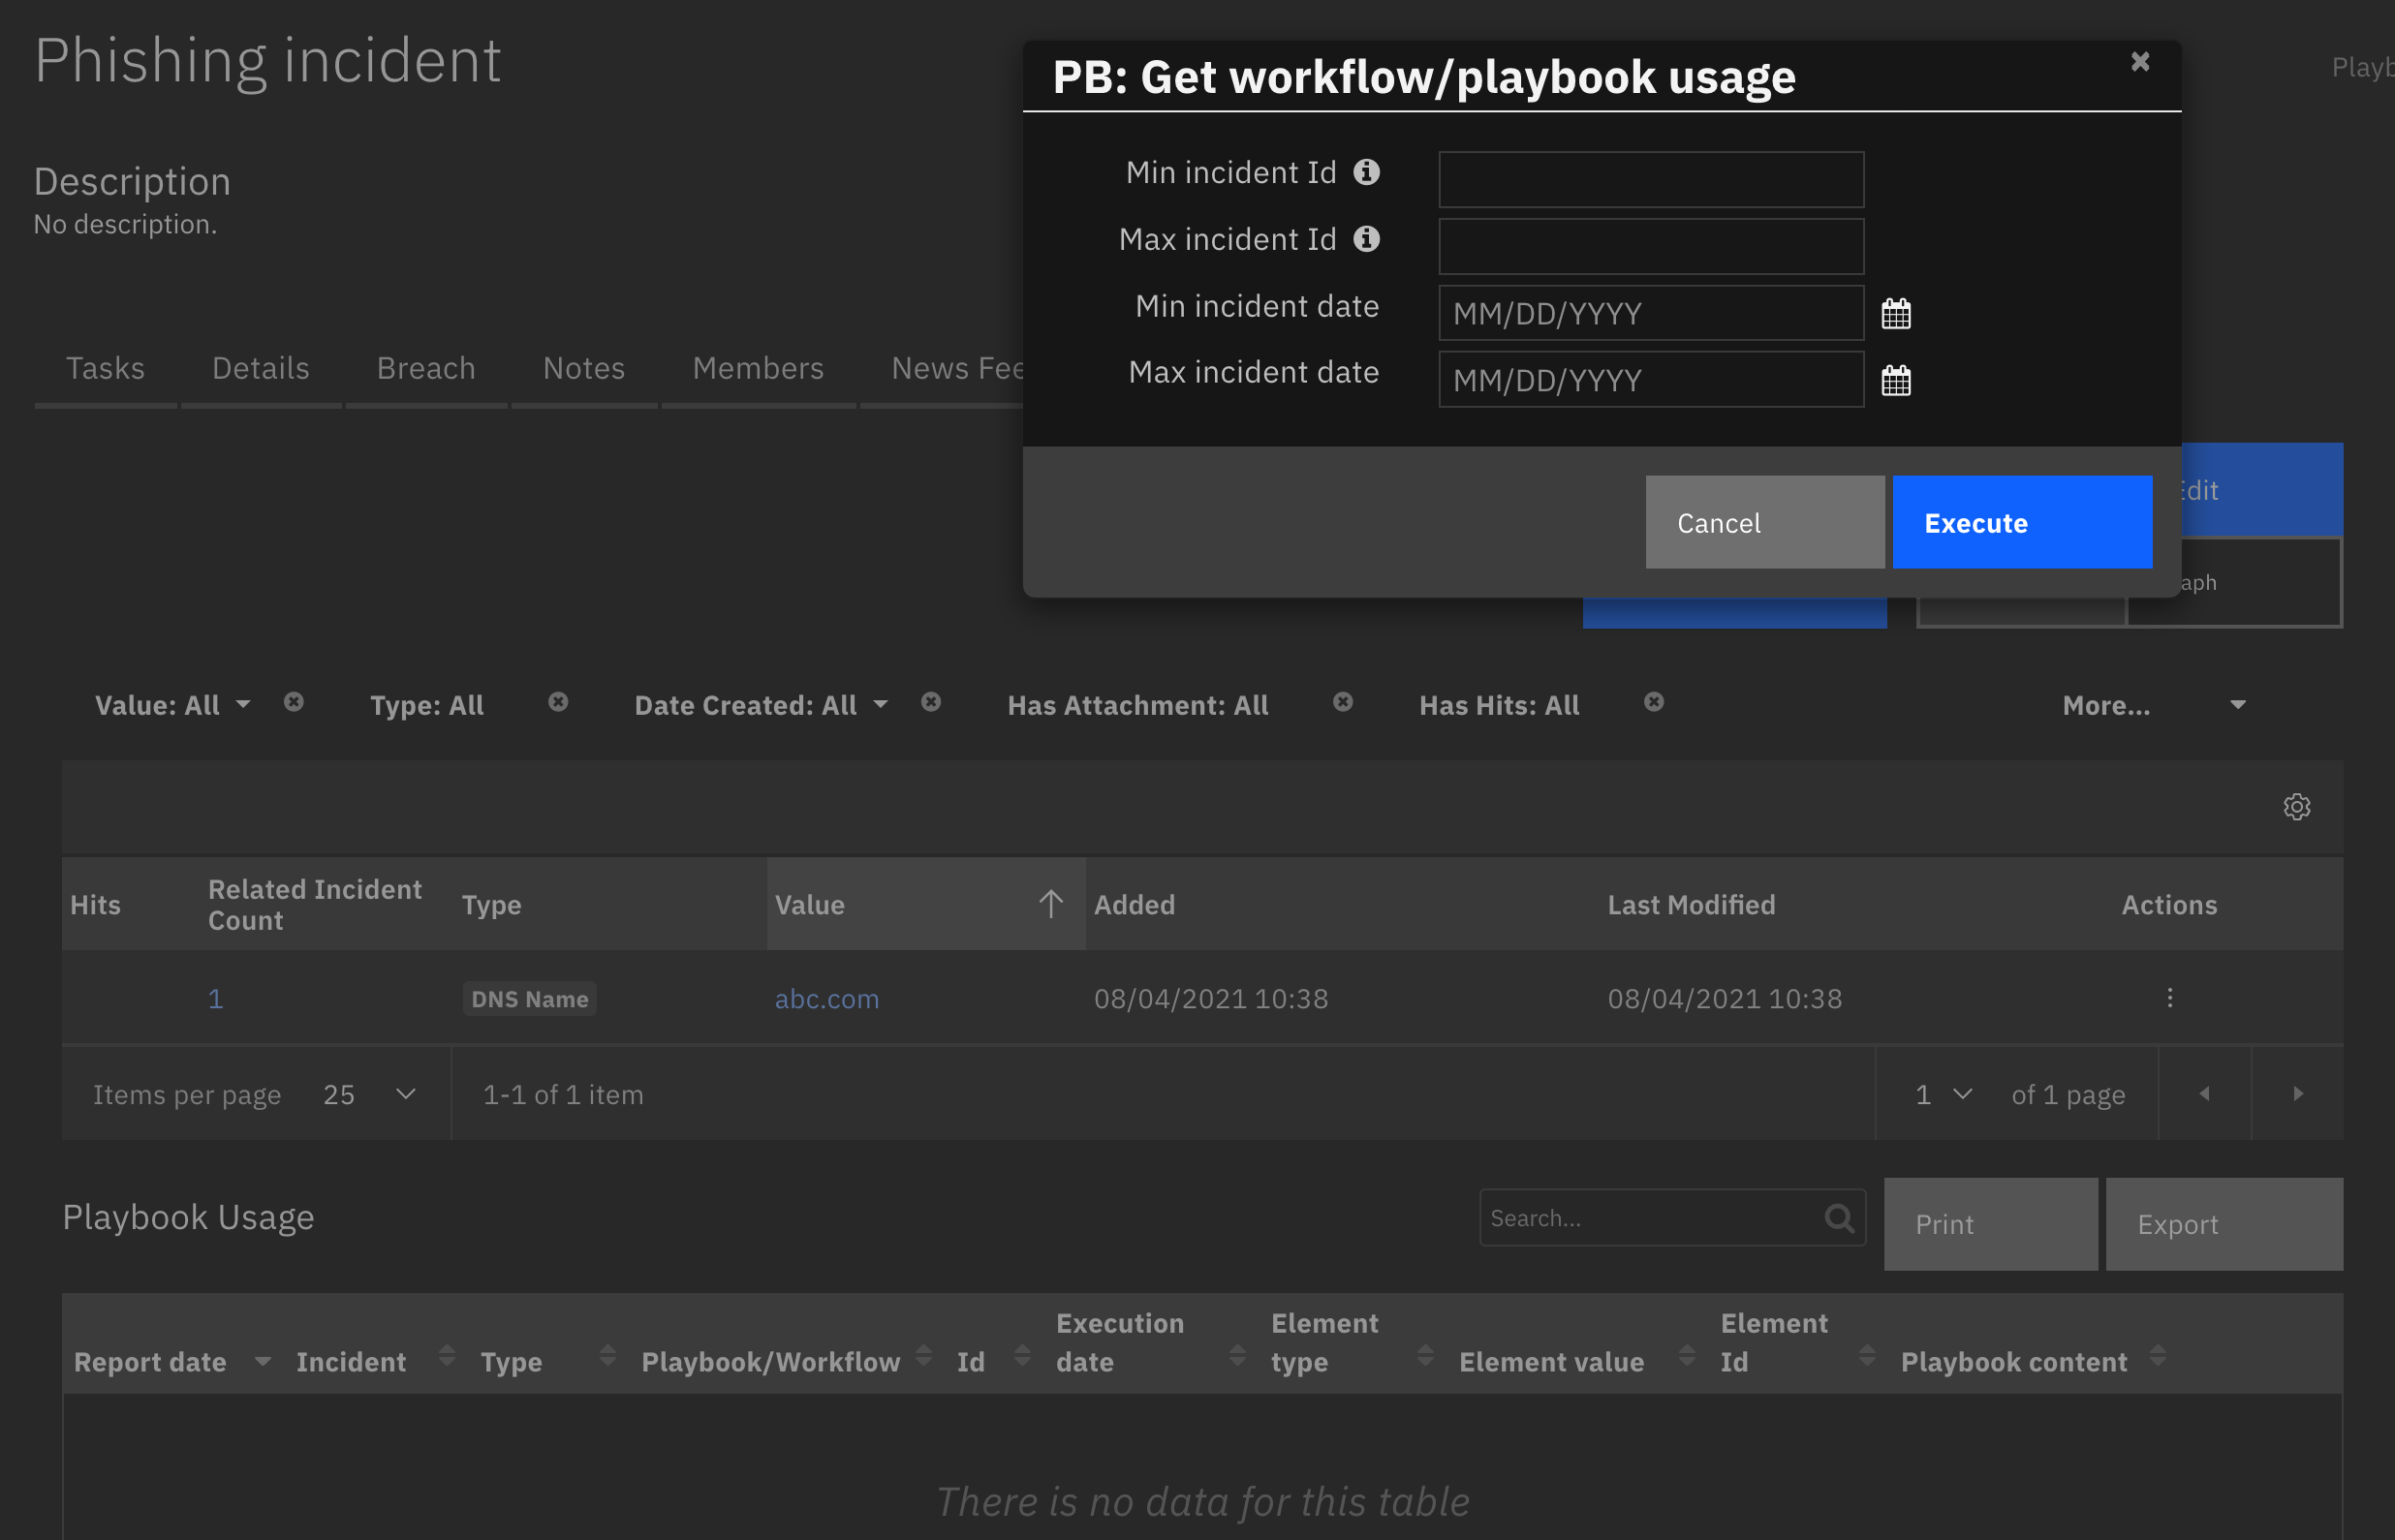 Phishing incident
Description
No description.
Tasks Details Breach Notes Members News Fee
Playb
PB: Get workflow/playbook usage
Min incident Id
Max incident Id
Min incident date MM/DD/YYYY
Max incident date MM/DD/YYYY
Cancel Execute
Edit
aph
Value: All Type: All Date Created: All Has Attachment: All Has Hits: All More...
Hits Related Incident Count Type Value Added Last Modified Actions
1 DNS Name abc.com 08/04/2021 10:38 08/04/2021 10:38
Items per page 25 1-1 of 1 item 1 of 1 page
Playbook Usage Search... Print Export
Report date Incident Type Playbook/Workflow Id Execution date Element type Element value Element Id Playbook content
There is no data for this table